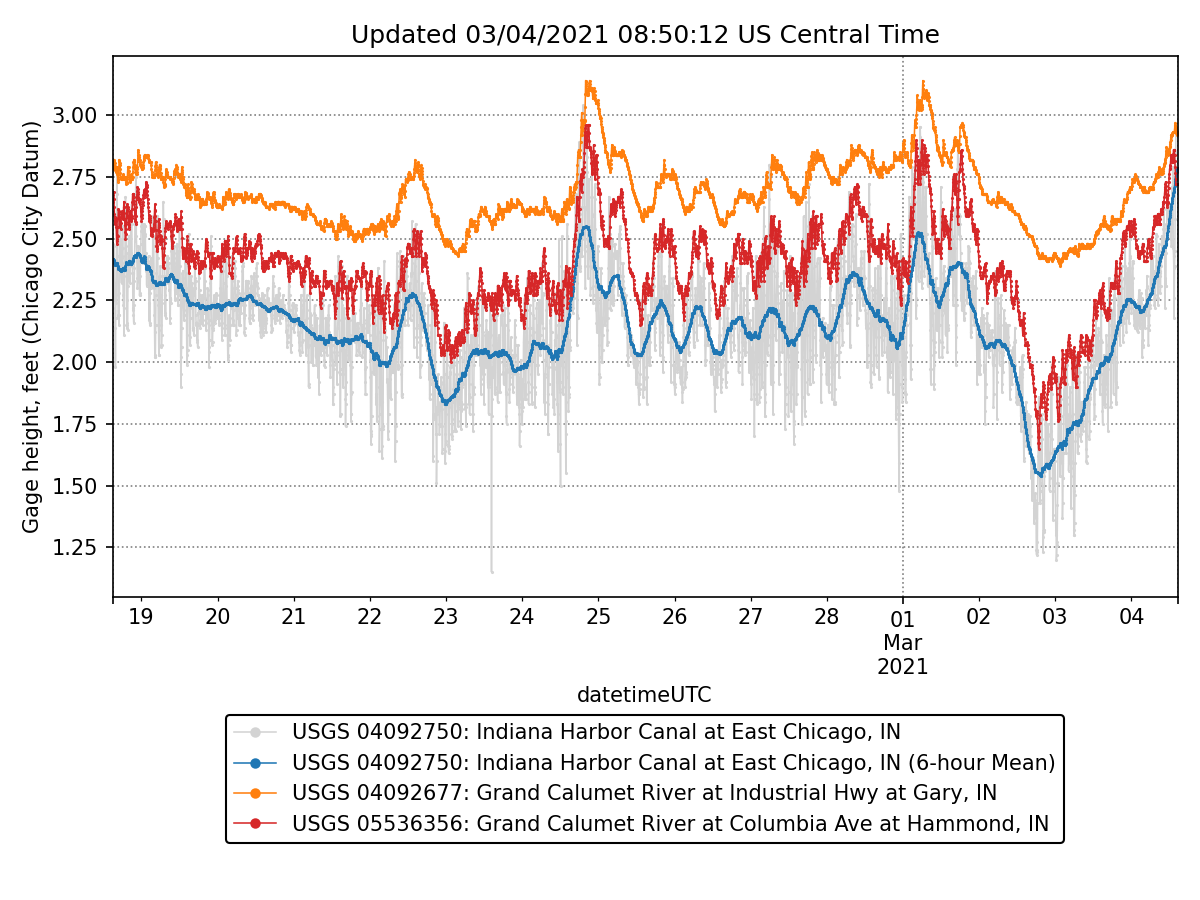 Updated 03/04/2021 08:50:12 US Central Time
Gage height, feet (Chicago City Datum)
3.00
2.75
2.50
2.25
2.00
1.75
1.50
1.25
19 20 21 22 23 24 25 26 27 28 01 02 03 04
Mar
2021
datetimeUTC
USGS 04092750: Indiana Harbor Canal at East Chicago, IN
USGS 04092750: Indiana Harbor Canal at East Chicago, IN (6-hour Mean)
USGS 04092677: Grand Calumet River at Industrial Hwy at Gary, IN
USGS 05536356: Grand Calumet River at Columbia Ave at Hammond, IN